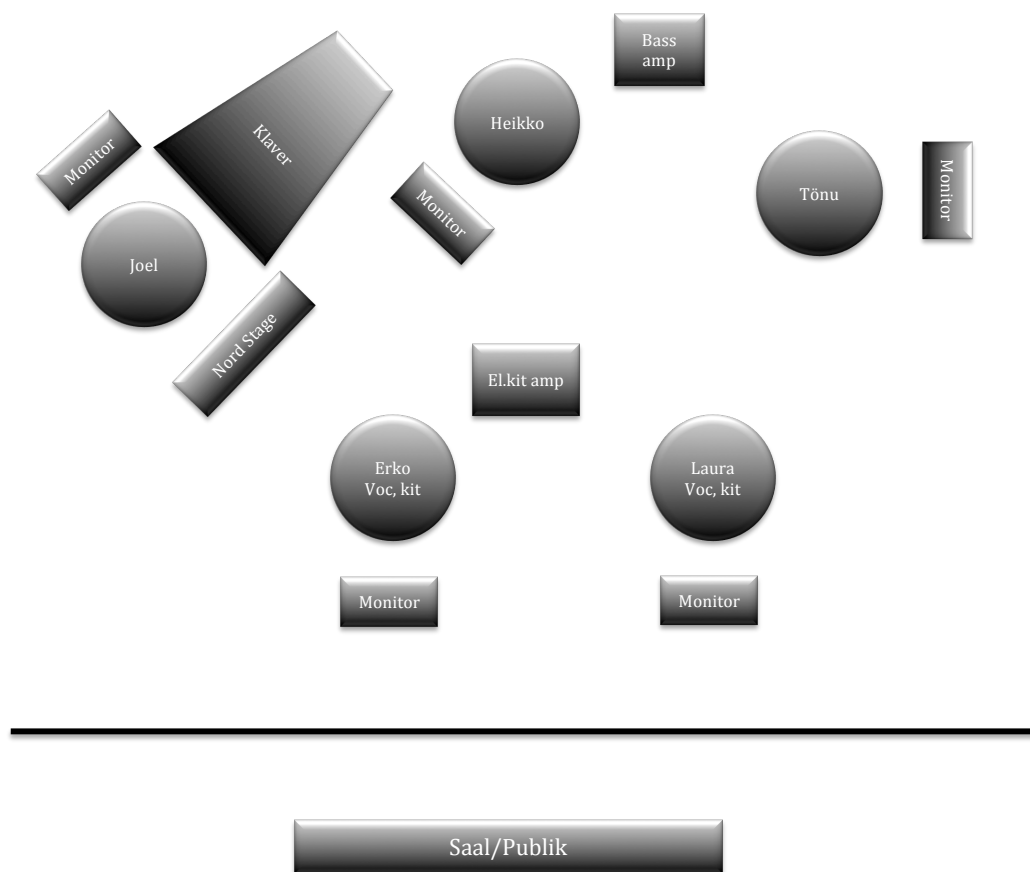 Bass
amp
Heikko
Klaver
Monitor
Monitor
Tönu
Monitor
Joel
Nord Stage
El.kit amp
Erko
Voc, kit
Laura
Voc, kit
Monitor
Monitor
Saal/Publik